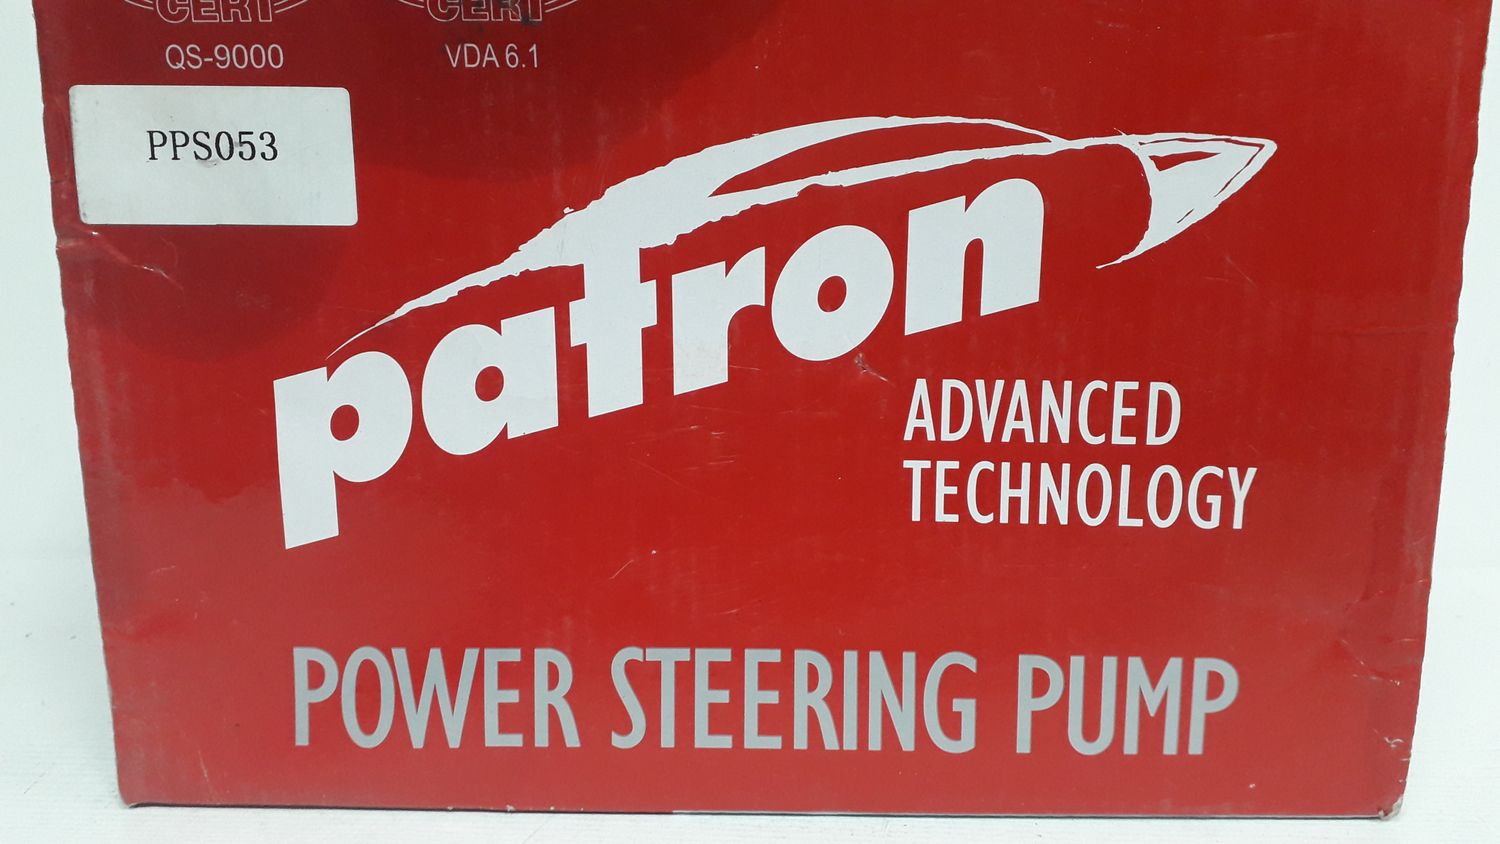 CERT CERT
QS-9000 VDA 6.1
PPS053
patron
ADVANCED
TECHNOLOGY
POWER STEERING PUMP